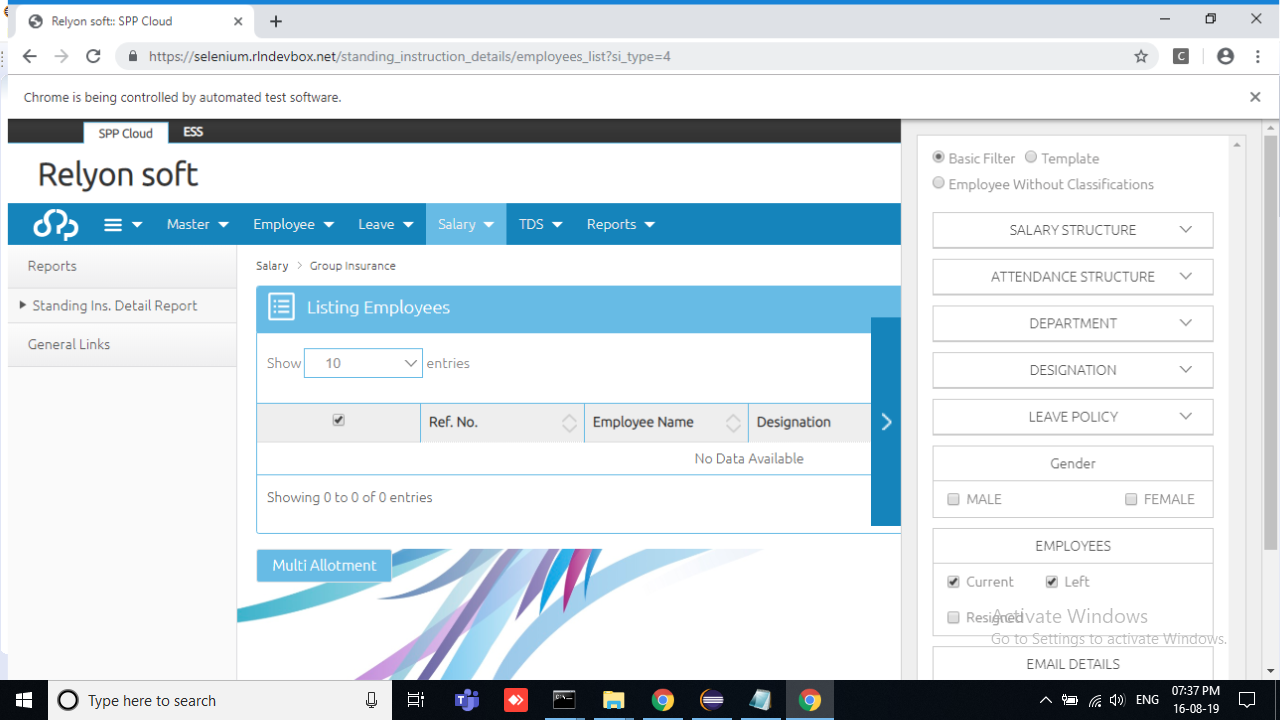 Relyon soft:: SPP Cloud
https://selenium.rlndevbox.net/standing_instruction_details/employees_list?si_type=4
C
Chrome is being controlled by automated test software.
SPP Cloud ESS
Relyon soft
Master Employee Leave Salary TDS Reports
Reports
Standing Ins. Detail Report
General Links
Salary > Group Insurance
Listing Employees
Show 10 entries
Ref. No. Employee Name Designation
No Data Available
Showing 0 to 0 of 0 entries
Multi Allotment
Basic Filter Template
Employee Without Classifications
SALARY STRUCTURE
ATTENDANCE STRUCTURE
DEPARTMENT
DESIGNATION
LEAVE POLICY
Gender
MALE FEMALE
EMPLOYEES
Current Left
Resigned
EMAIL DETAILS
Activate Windows
Go to Settings to activate Windows.
Type here to search
ENG
07:37 PM
16-08-19